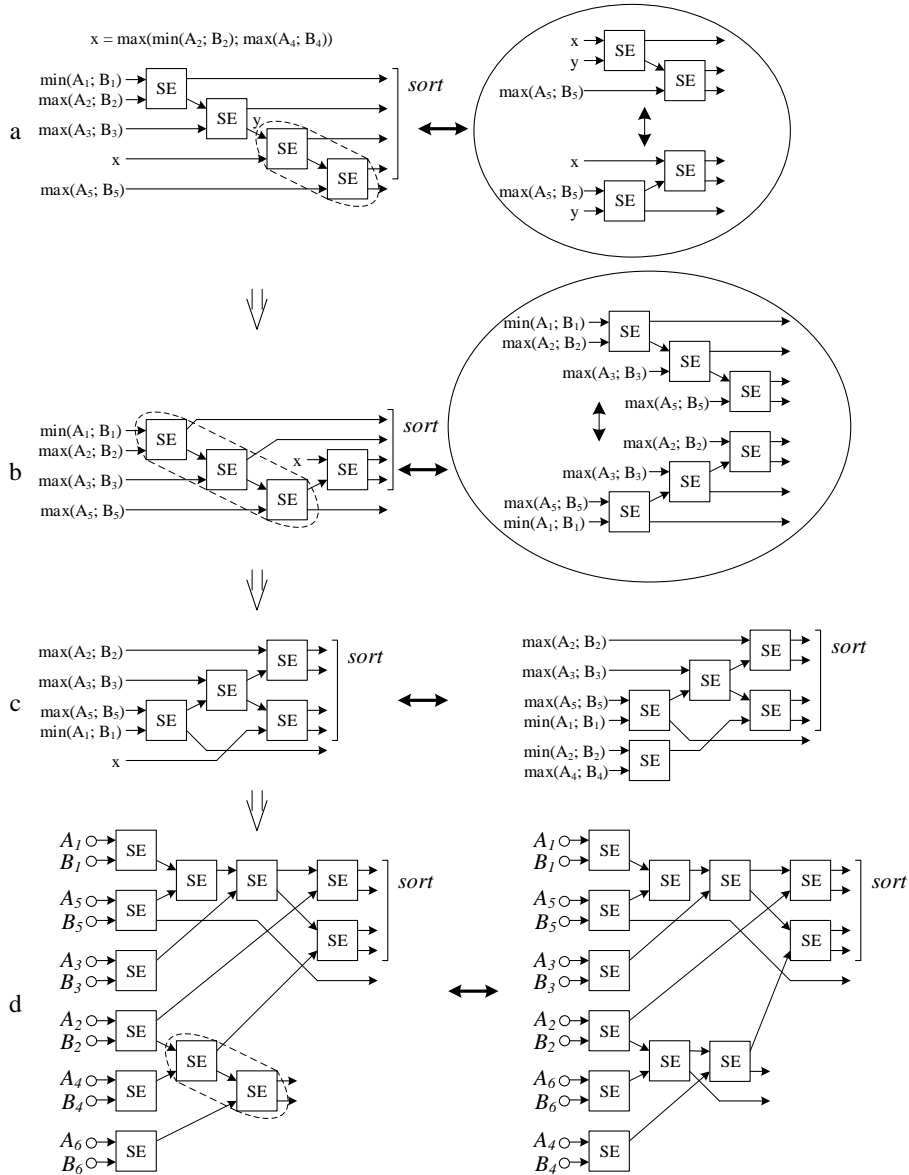 x = max(min(A₂; B₂); max(A₄; B₄))
a
min(A₁; B₁)
max(A₂; B₂)
max(A₃; B₃)
x
max(A₅; B₅)
SE
SE
y
SE
SE
sort
x
y
max(A₅; B₅)
SE
SE
x
max(A₅; B₅)
y
SE
SE
b
min(A₁; B₁)
max(A₂; B₂)
max(A₃; B₃)
max(A₅; B₅)
SE
SE
SE
x
SE
sort
min(A₁; B₁)
max(A₂; B₂)
SE
max(A₃; B₃)
SE
max(A₅; B₅)
SE
max(A₂; B₂)
SE
max(A₃; B₃)
SE
max(A₅; B₅)
min(A₁; B₁)
SE
c
max(A₂; B₂)
max(A₃; B₃)
max(A₅; B₅)
min(A₁; B₁)
x
SE
SE
SE
SE
sort
max(A₂; B₂)
max(A₃; B₃)
max(A₅; B₅)
min(A₁; B₁)
min(A₂; B₂)
max(A₄; B₄)
SE
SE
SE
SE
SE
sort
d
A₁
B₁
SE
A₅
B₅
SE
A₃
B₃
SE
A₂
B₂
SE
A₄
B₄
SE
A₆
B₆
SE
SE
SE
SE
SE
SE
SE
sort
A₁
B₁
SE
A₅
B₅
SE
A₃
B₃
SE
A₂
B₂
SE
A₆
B₆
SE
A₄
B₄
SE
SE
SE
SE
SE
SE
SE
sort